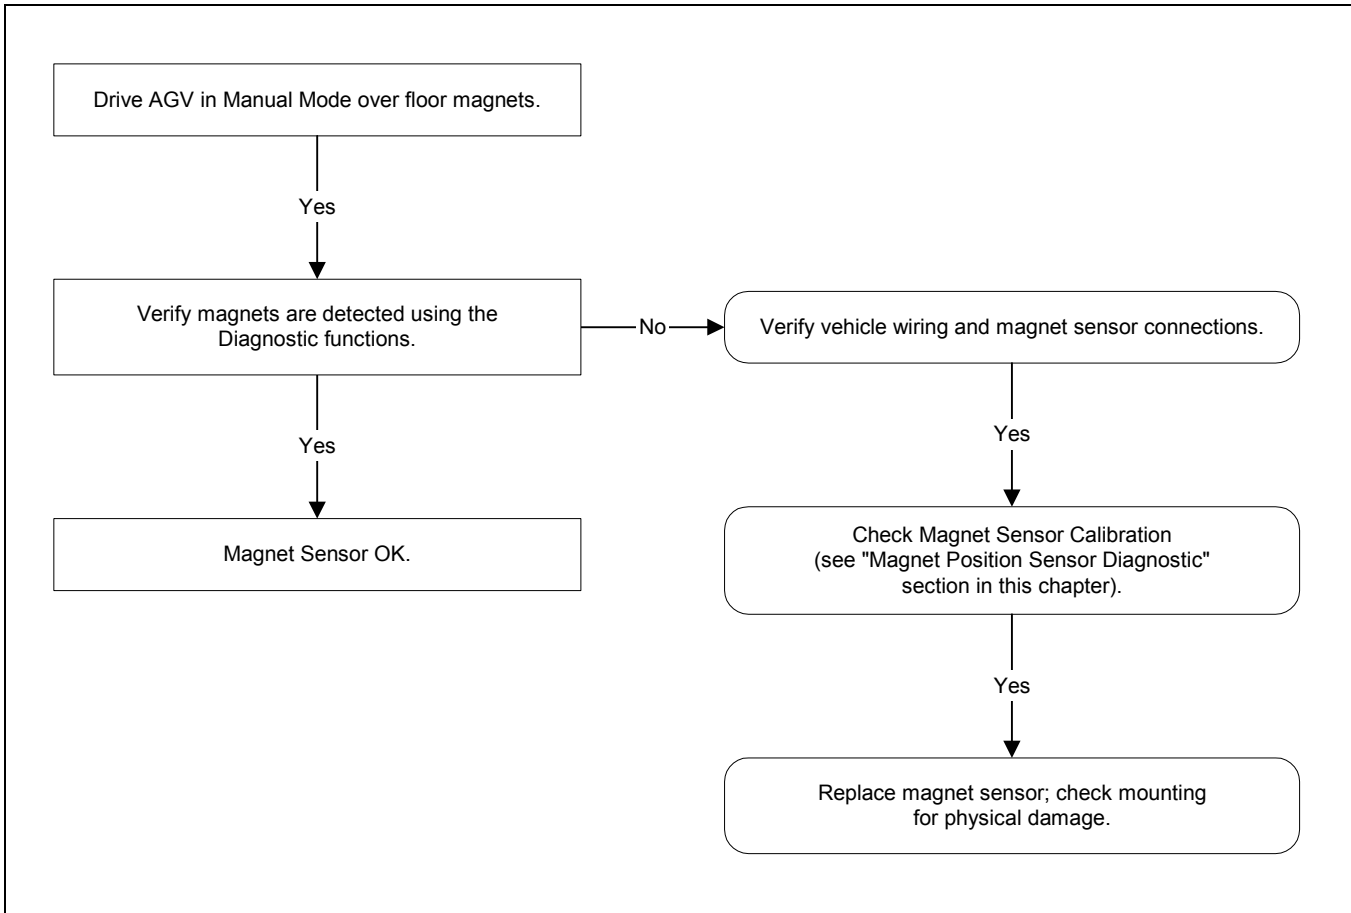 Drive AGV in Manual Mode over floor magnets.
Yes
Verify magnets are detected using the
Diagnostic functions.
No
Verify vehicle wiring and magnet sensor connections.
Yes
Yes
Magnet Sensor OK.
Check Magnet Sensor Calibration
(see "Magnet Position Sensor Diagnostic"
section in this chapter).
Yes
Replace magnet sensor; check mounting
for physical damage.